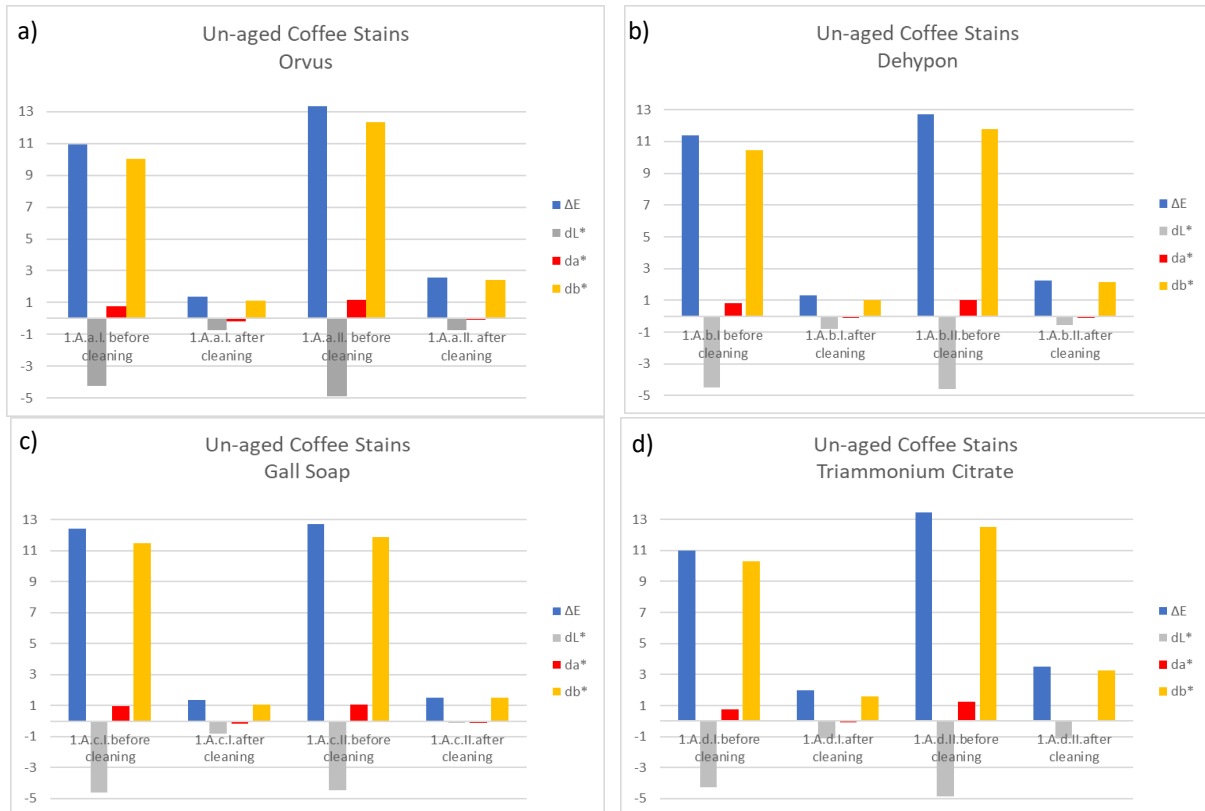 a)
Un-aged Coffee Stains
Orvus
13
11
9
7
5
3
1
-1
-3
-5
1.A.a.I. before
cleaning
1.A.a.I. after
cleaning
1.A.a.II. before
cleaning
1.A.a.II. after
cleaning
ΔE
dL*
da*
db*
b)
Un-aged Coffee Stains
Dehypon
13
11
9
7
5
3
1
-1
-3
-5
1.A.b.I before
cleaning
1.A.b.I.after
cleaning
1.A.b.II.before
cleaning
1.A.b.II.after
cleaning
ΔE
dL*
da*
db*
c)
Un-aged Coffee Stains
Gall Soap
13
11
9
7
5
3
1
-1
-3
-5
1.A.c.I.before
cleaning
1.A.c.I.after
cleaning
1.A.c.II.before
cleaning
1.A.c.II.after
cleaning
ΔE
dL*
da*
db*
d)
Un-aged Coffee Stains
Triammonium Citrate
13
11
9
7
5
3
1
-1
-3
-5
1.A.d.I.before
cleaning
1.A.d.I.after
cleaning
1.A.d.II.before
cleaning
1.A.d.II.after
cleaning
ΔE
dL*
da*
db*